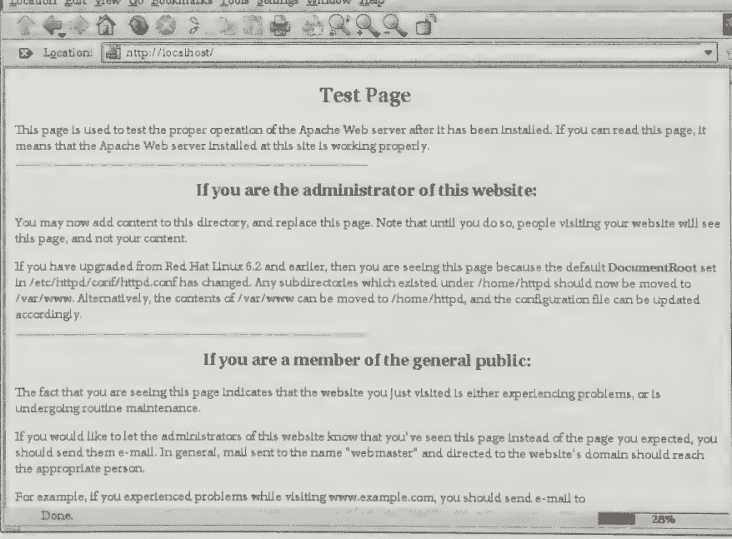 Location Edit View Go Bookmarks Tools Settings Window Help
Location: http://localhost/
Test Page
This page is used to test the proper operation of the Apache Web server after it has been installed. If you can read this page, it
means that the Apache Web server installed at this site is working properly.
If you are the administrator of this website:
You may now add content to this directory, and replace this page. Note that until you do so, people visiting your website will see
this page, and not your content.
If you have upgraded from Red Hat Linux 6.2 and earlier, then you are seeing this page because the default DocumentRoot set
in /etc/httpd/conf/httpd.conf has changed. Any subdirectories which existed under /home/httpd should now be moved to
/var/www. Alternatively, the contents of /var/www can be moved to /home/httpd, and the configuration file can be updated
accordingly.
If you are a member of the general public:
The fact that you are seeing this page indicates that the website you just visited is either experiencing problems, or is
undergoing routine maintenance.
If you would like to let the administrators of this website know that you've seen this page instead of the page you expected, you
should send them e-mail. In general, mail sent to the name "webmaster" and directed to the website's domain should reach
the appropriate person.
For example, if you experienced problems while visiting www.example.com, you should send e-mail to
Done.
28%